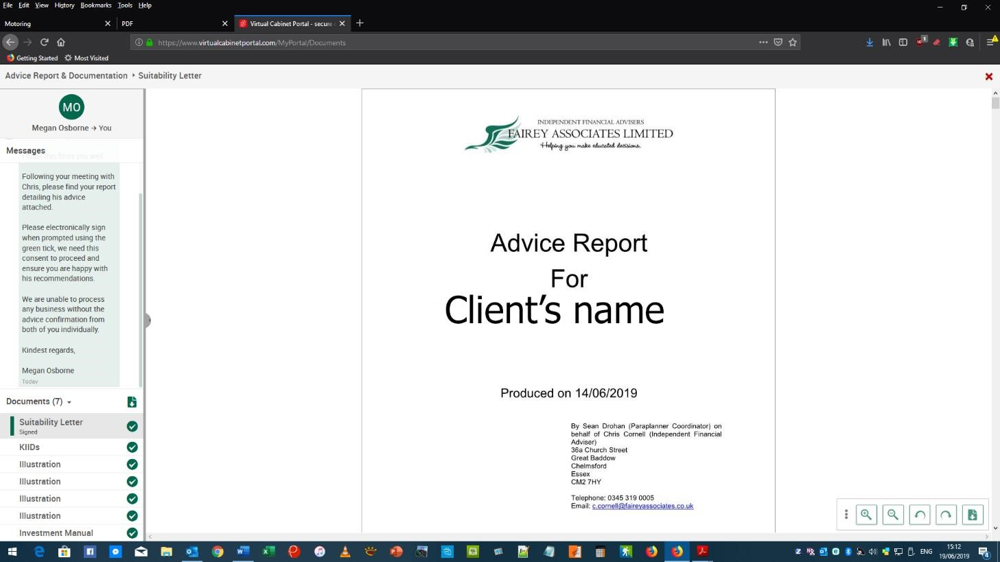 File Edit View History Bookmarks Tools Help
Motoring
PDF
Virtual Cabinet Portal - secure
https://www.virtualcabinetportal.com/MyPortal/Documents
1
Getting Started Most Visited
Advice Report & Documentation Suitability Letter
MO
Megan Osborne → You
Messages
I hope this finds you well
Following your meeting with
Chris, please find your report
detailing his advice
attached.
Please electronically sign
when prompted using the
green tick, we need this
consent to proceed and
ensure you are happy with
his recommendations.
We are unable to process
any business without the
advice confirmation from
both of you individually.
Kindest regards,
Megan Osborne
Today
Documents (7)
Suitability Letter
Signed
KIIDs
Illustration
Illustration
Illustration
Illustration
Investment Manual
INDEPENDENT FINANCIAL ADVISERS
FAIREY ASSOCIATES LIMITED
'Helping you make educated decisions.
Advice Report
For
Client's name
Produced on 14/06/2019
By Sean Drohan (Paraplanner Coordinator) on
behalf of Chris Cornell (Independent Financial
Adviser)
36a Church Street
Great Baddow
Chelmsford
Essex
CM2 7HY
Telephone: 0345 319 0005
Email: c.cornell@faireyassociates.co.uk
ENG
15:12
19/06/2019
4